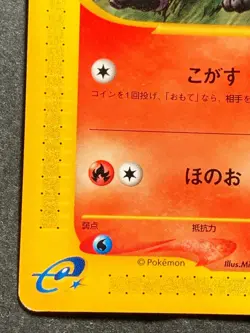 こがす
コインを1回投げ、「おもて」なら、相手を
ほのお
弱点
抵抗力
© Pokémon
Illus.M
e